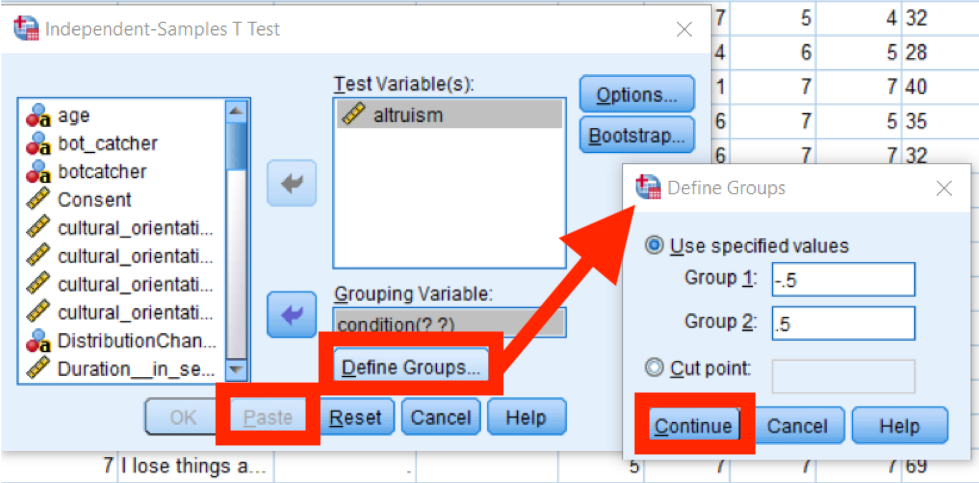 7 5 4 32
Independent-Samples T Test
4 6 5 28
Test Variable(s):
1 7 7 40
altruism
Options...
Bootstrap...
6 7 5 35
6 7 7 32
age
bot_catcher
botcatcher
Consent
cultural_orientati...
cultural_orientati...
cultural_orientati...
cultural_orientati...
DistributionChan...
Duration__in_se...
Grouping Variable:
condition(? ?)
Define Groups...
OK Paste Reset Cancel Help
Define Groups
Use specified values
Group 1: -.5
Group 2: .5
Cut point:
Continue Cancel Help
7 I lose things a... . 5 7 7 7 69